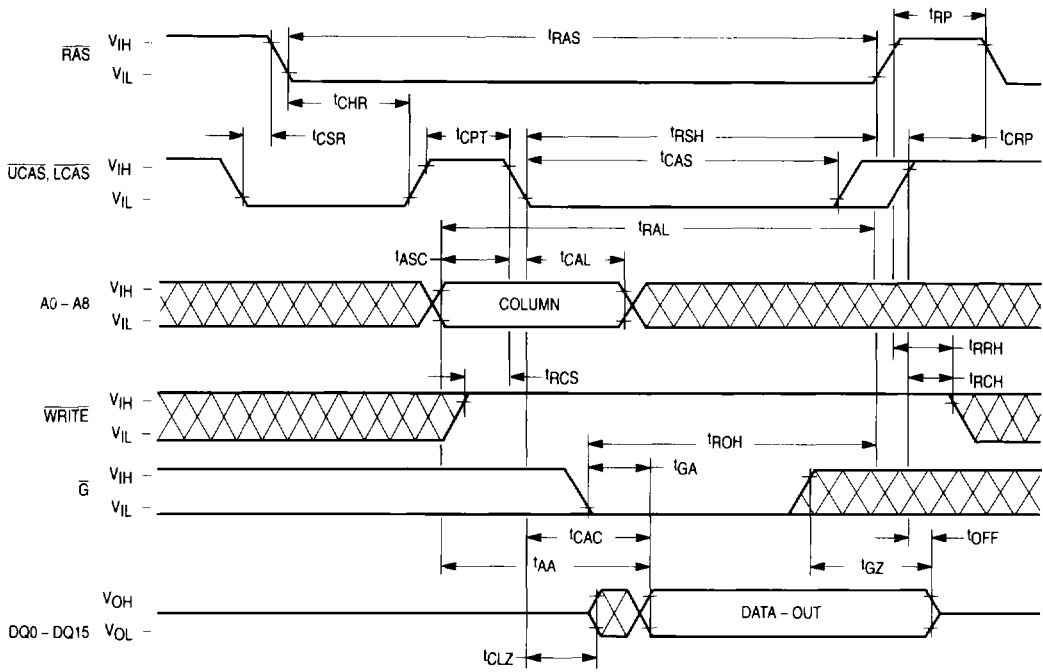 tRP
tRAS
RAS
VIH
VIL
tCHR
tCSR
tCPT
tRSH
tCRP
tCAS
UCAS, LCAS
VIH
VIL
tRAL
tASC
tCAL
A0 – A8
VIH
VIL
COLUMN
tRRH
tRCS
tRCH
WRITE
VIH
VIL
tROH
tGA
G
VIH
VIL
tCAC
tOFF
tAA
tGZ
DQ0 – DQ15
VOH
VOL
DATA – OUT
tCLZ